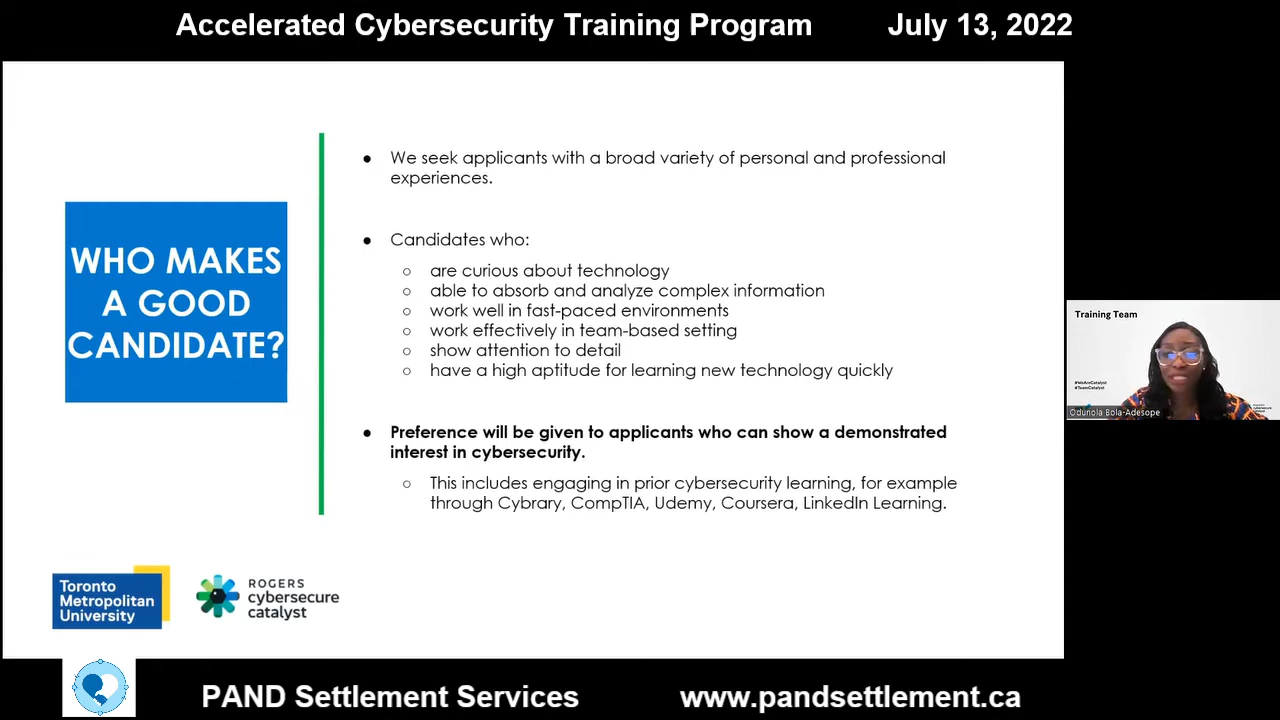 Accelerated Cybersecurity Training Program July 13, 2022
WHO MAKES
A GOOD
CANDIDATE?
● We seek applicants with a broad variety of personal and professional
experiences.
● Candidates who:
○ are curious about technology
○ able to absorb and analyze complex information
○ work well in fast-paced environments
○ work effectively in team-based setting
○ show attention to detail
○ have a high aptitude for learning new technology quickly
● Preference will be given to applicants who can show a demonstrated
interest in cybersecurity.
○ This includes engaging in prior cybersecurity learning, for example
through Cybrary, CompTIA, Udemy, Coursera, LinkedIn Learning.
Training Team
#WeAreCatalyst
#TeamCatalyst
Odunola Bola-Adesope
cybersecure
catalyst
Toronto
Metropolitan
University
ROGERS
cybersecure
catalyst
PAND Settlement Services www.pandsettlement.ca